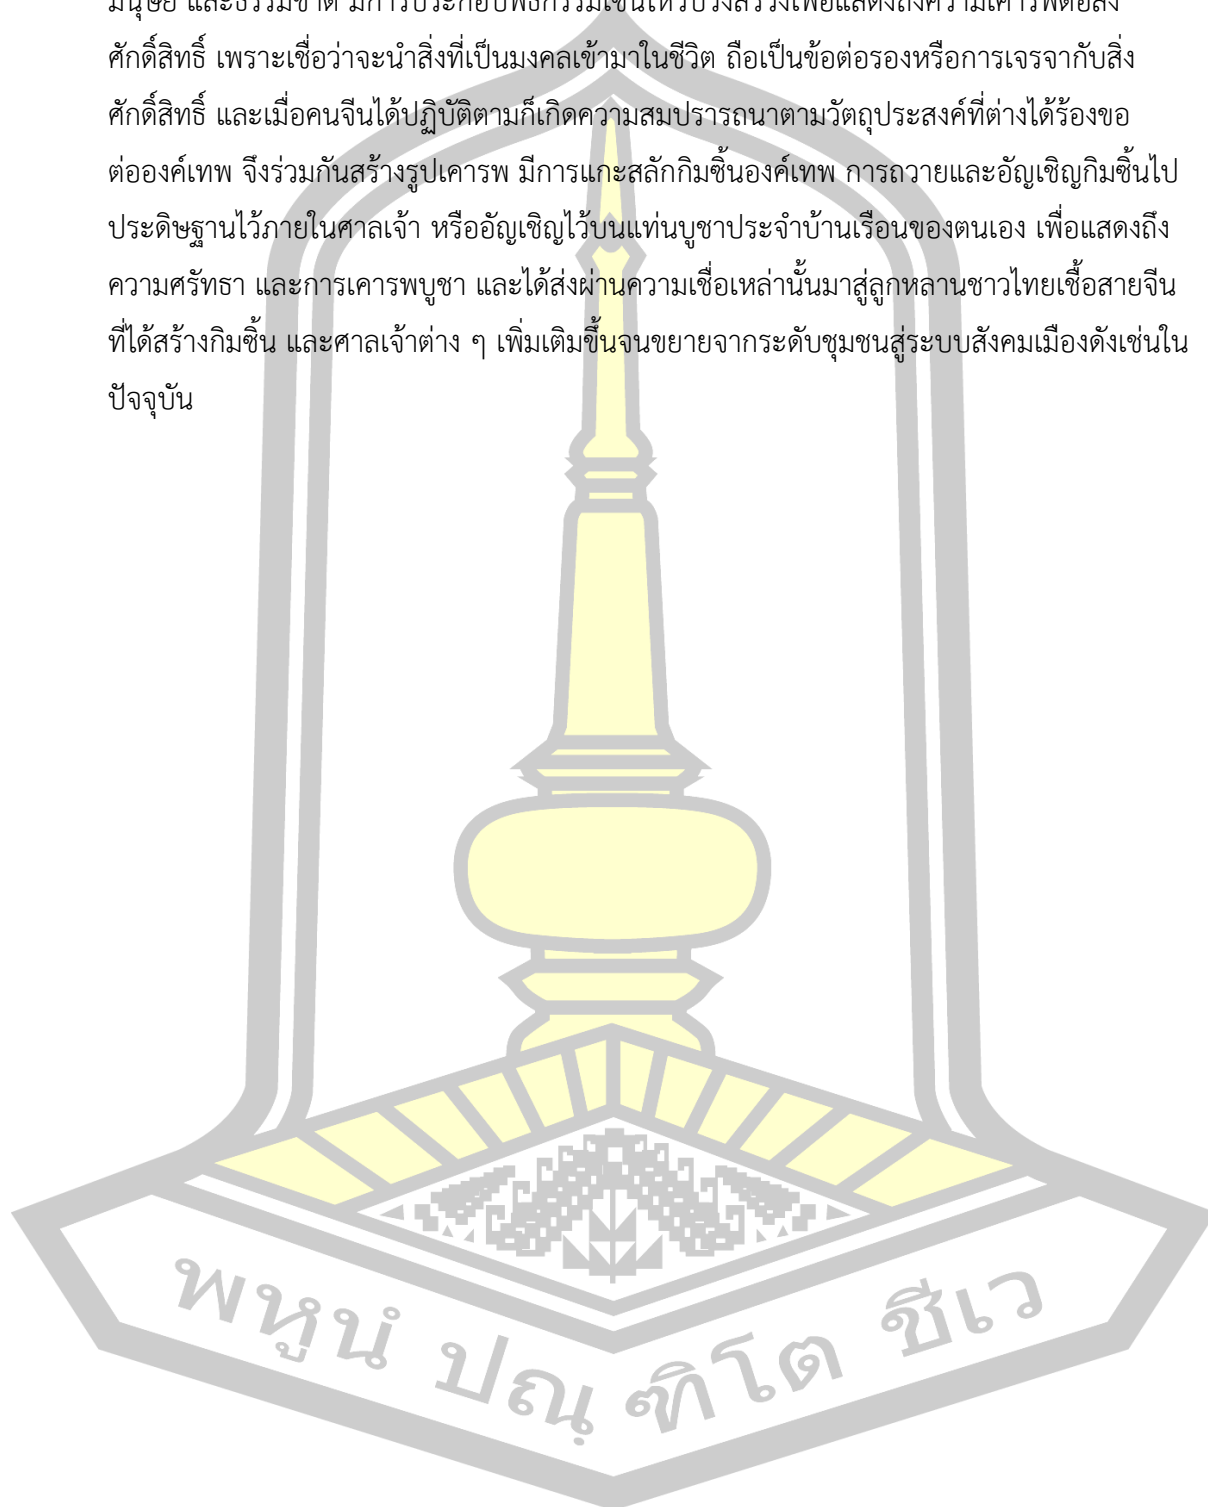 มนุษย์ และธรรมชาติ มีการประกอบพิธีกรรมเซ่นไหว้บวงสรวงเพื่อแสดงถึงความเคารพต่อสิ่ง
ศักดิ์สิทธิ์ เพราะเชื่อว่าจะนำสิ่งที่เป็นมงคลเข้ามาในชีวิต ถือเป็นข้อต่อรองหรือการเจรจากับสิ่ง
ศักดิ์สิทธิ์ และเมื่อคนจีนได้ปฏิบัติตามก็เกิดความสมปรารถนาตามวัตถุประสงค์ที่ต่างได้ร้องขอ
ต่อองค์เทพ จึงร่วมกันสร้างรูปเคารพ มีการแกะสลักกิมซิ้นองค์เทพ การถวายและอัญเชิญกิมซิ้นไป
ประดิษฐานไว้ภายในศาลเจ้า หรืออัญเชิญไว้บนแท่นบูชาประจำบ้านเรือนของตนเอง เพื่อแสดงถึง
ความศรัทธา และการเคารพบูชา และได้ส่งผ่านความเชื่อเหล่านั้นมาสู่ลูกหลานชาวไทยเชื้อสายจีน
ที่ได้สร้างกิมซิ้น และศาลเจ้าต่าง ๆ เพิ่มเติมขึ้นจนขยายจากระดับชุมชนสู่ระบบสังคมเมืองดังเช่นใน
ปัจจุบัน
พหูนํ ปณฺฑิโต ชีเว